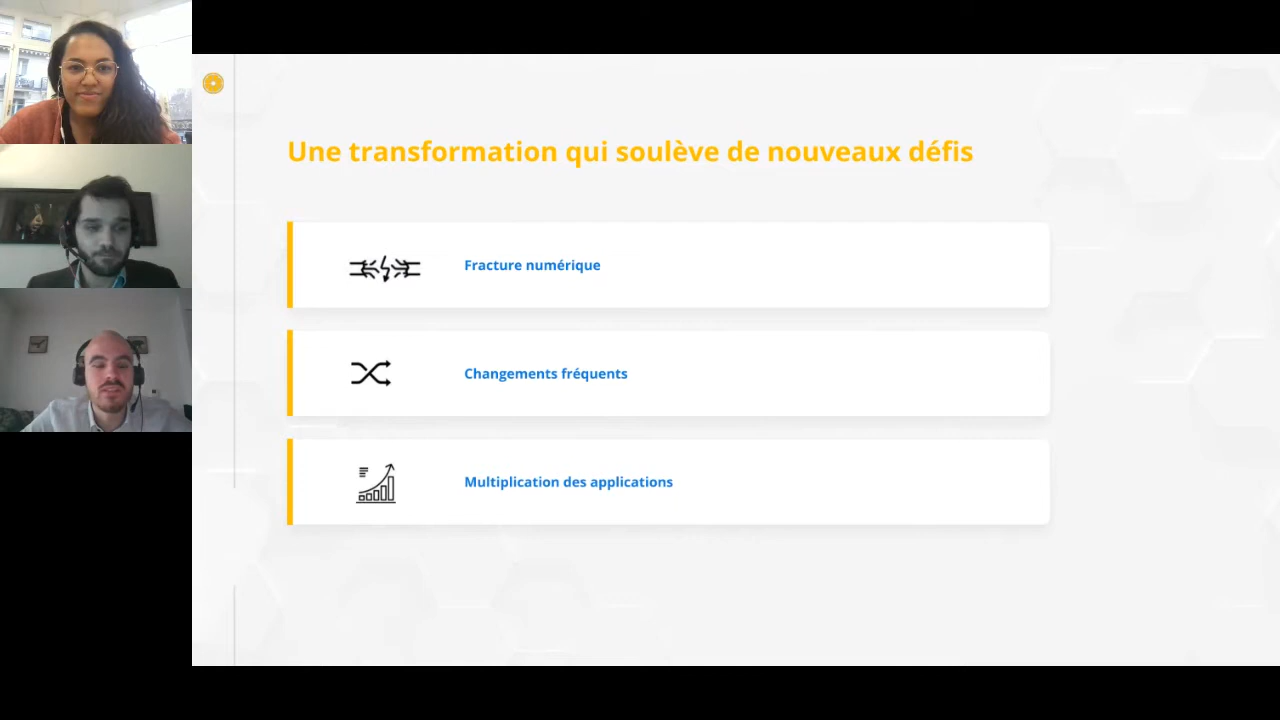 Une transformation qui soulève de nouveaux défis
Fracture numérique
Changements fréquents
Multiplication des applications